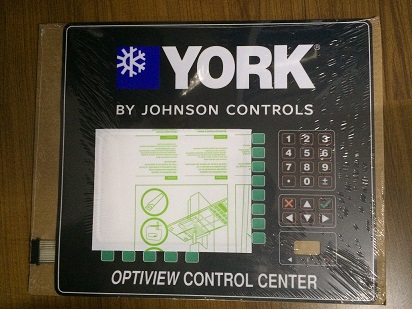 YORK®
BY JOHNSON CONTROLS
1 2 3
4 5 6
7 8 9
• 0 ±
OPTIVIEW CONTROL CENTER